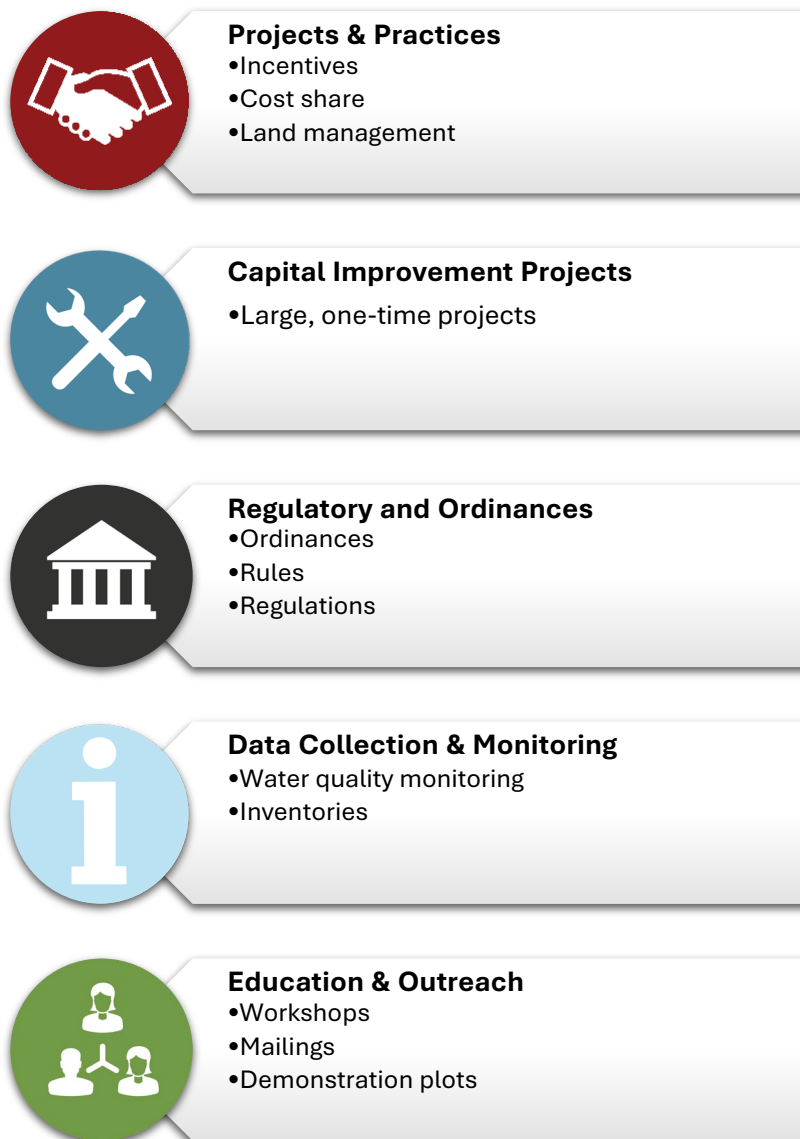 Projects & Practices
•Incentives
•Cost share
•Land management
Capital Improvement Projects
•Large, one-time projects
Regulatory and Ordinances
•Ordinances
•Rules
•Regulations
Data Collection & Monitoring
•Water quality monitoring
•Inventories
Education & Outreach
•Workshops
•Mailings
•Demonstration plots